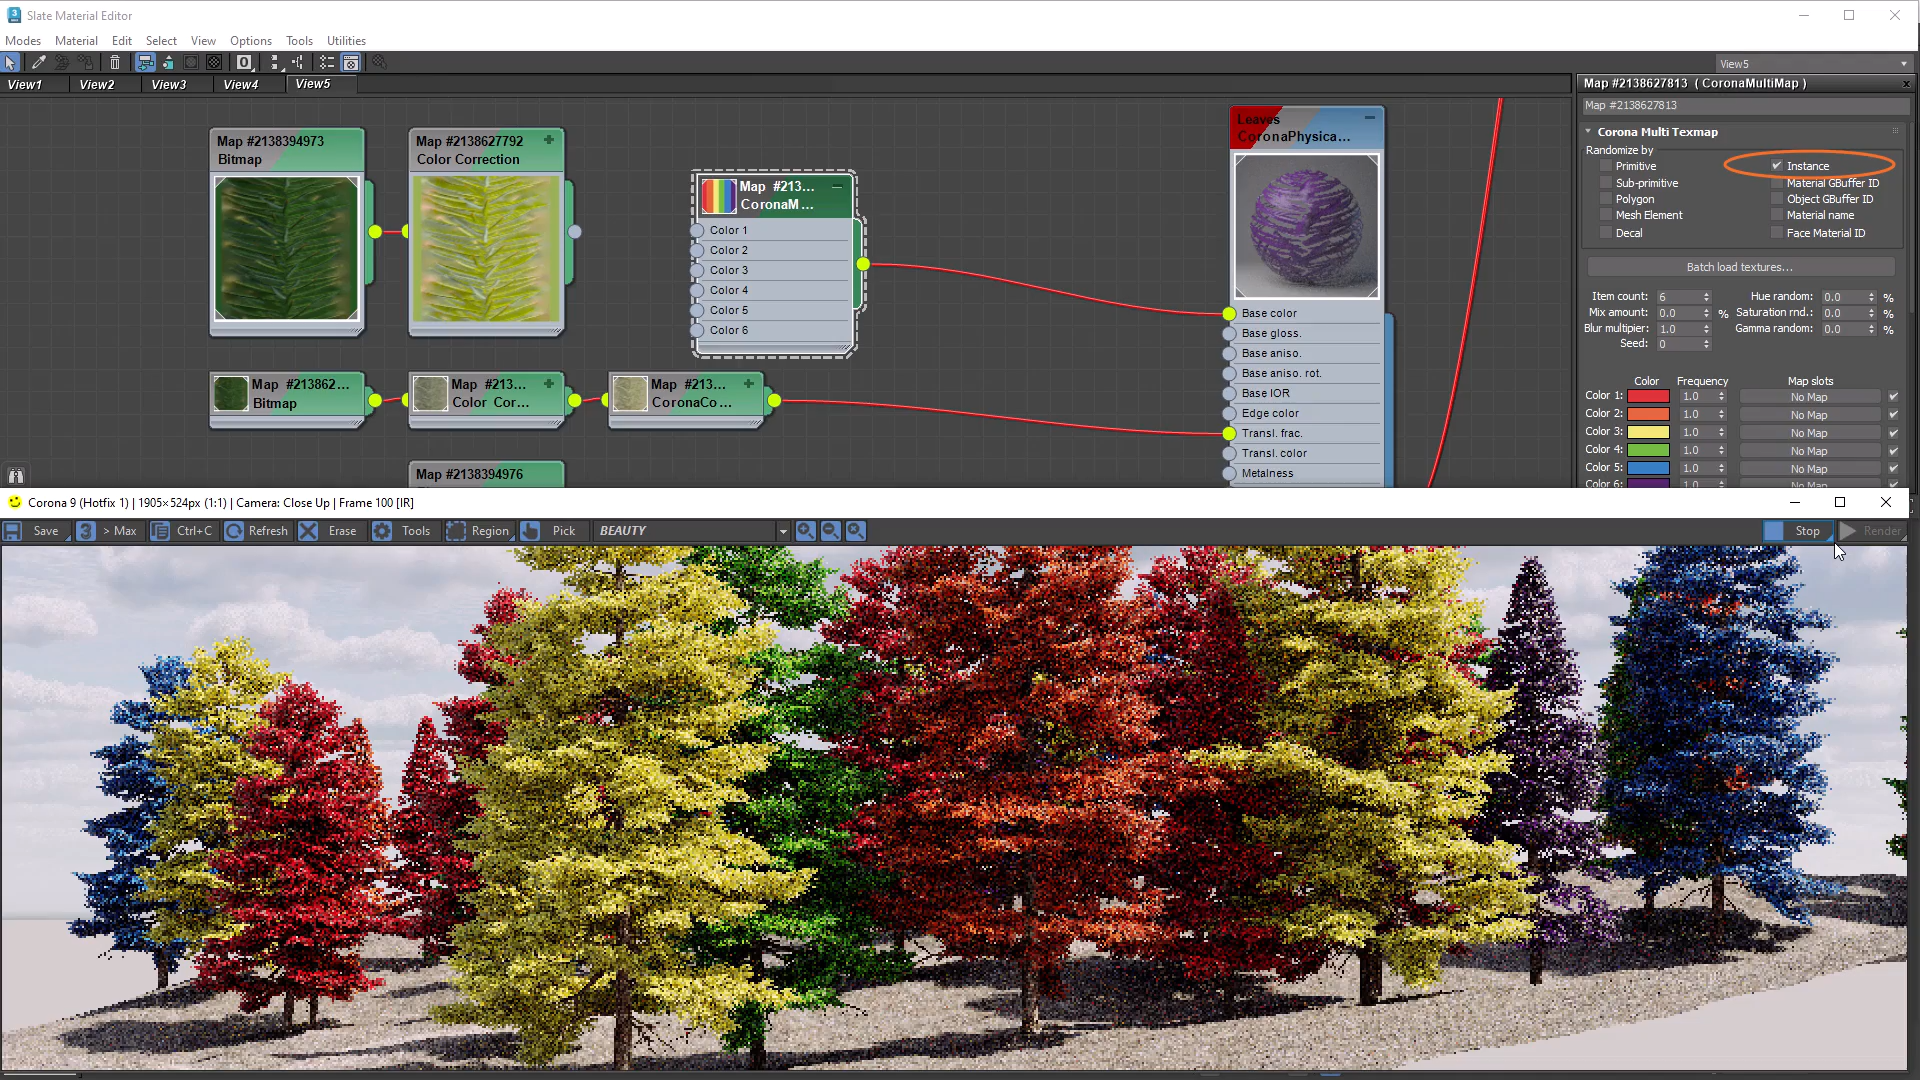 Slate Material Editor
Modes Material Edit Select View Options Tools Utilities
View5
View1 View2 View3 View4 View5
Map #2138627813 ( CoronaMultiMap )
Map #2138627813
Corona Multi Texmap
Randomize by
Primitive Instance
Sub-primitive Material GBuffer ID
Polygon Object GBuffer ID
Mesh Element Material name
Decal Face Material ID
Batch load textures...
Item count: 6 Hue random: 0.0 %
Mix amount: 0.0 % Saturation rnd.: 0.0 %
Blur multipier: 1.0 Gamma random: 0.0 %
Seed: 0
Color Frequency Map slots
Color 1: 1.0 No Map
Color 2: 1.0 No Map
Color 3: 1.0 No Map
Color 4: 1.0 No Map
Color 5: 1.0 No Map
Color 6: 1.0 No Map
Map #2138394973
Bitmap
Map #2138627792
Color Correction
Map #213...
CoronaM...
Color 1
Color 2
Color 3
Color 4
Color 5
Color 6
Leaves
CoronaPhysica...
Base color
Base gloss.
Base aniso.
Base aniso. rot.
Base IOR
Edge color
Transl. frac.
Transl. color
Metalness
Map #213862...
Bitmap
Map #213...
Color Cor...
Map #213...
CoronaCo...
Map #2138394976
Corona 9 (Hotfix 1) | 1905×524px (1:1) | Camera: Close Up | Frame 100 [IR]
Save 3 > Max Ctrl+C Refresh Erase Tools Region Pick BEAUTY Stop Render